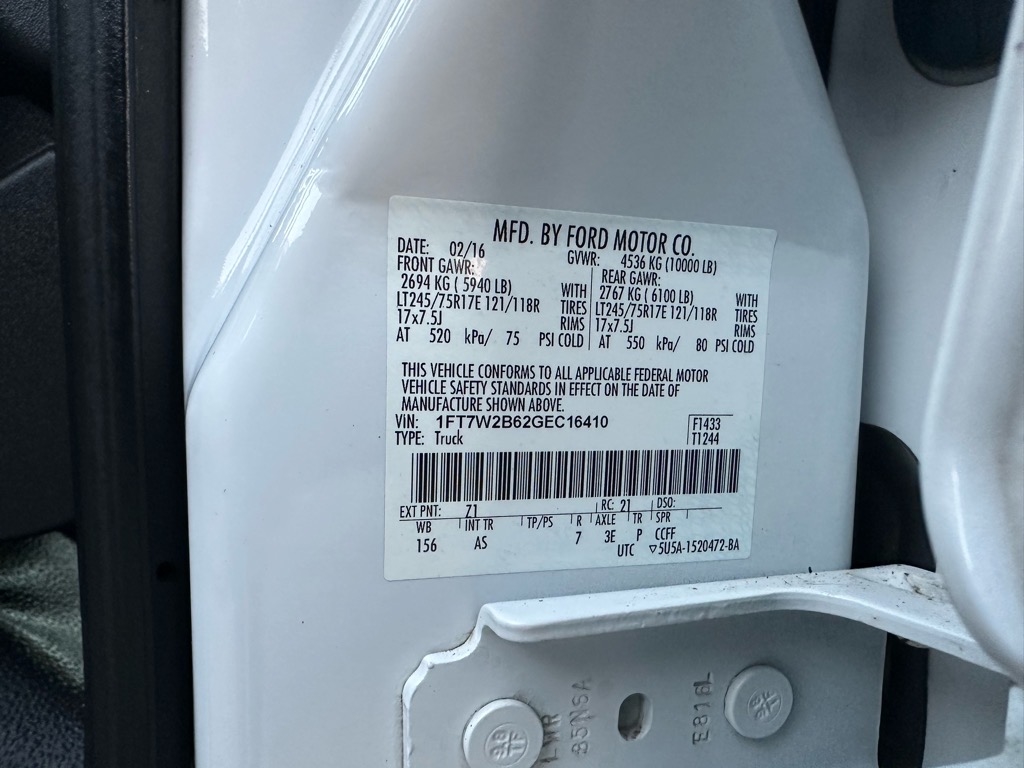 MFD. BY FORD MOTOR CO.
DATE: 02/16 GVWR: 4536 KG (10000 LB)
FRONT GAWR: REAR GAWR:
2694 KG ( 5940 LB) WITH 2767 KG ( 6100 LB) WITH
LT245/75R17E 121/118R TIRES LT245/75R17E 121/118R TIRES
17x7.5J RIMS 17x7.5J RIMS
AT 520 kPa/ 75 PSI COLD AT 550 kPa/ 80 PSI COLD
THIS VEHICLE CONFORMS TO ALL APPLICABLE FEDERAL MOTOR
VEHICLE SAFETY STANDARDS IN EFFECT ON THE DATE OF
MANUFACTURE SHOWN ABOVE.
VIN: 1FT7W2B62GEC16410 F1433
TYPE: Truck T1244
EXT PNT: Z1 RC: 21 DSO:
WB INT TR TP/PS R AXLE TR SPR
156 AS 7 3E P CCFF
UTC ▽5U5A-1520472-BA
E816L